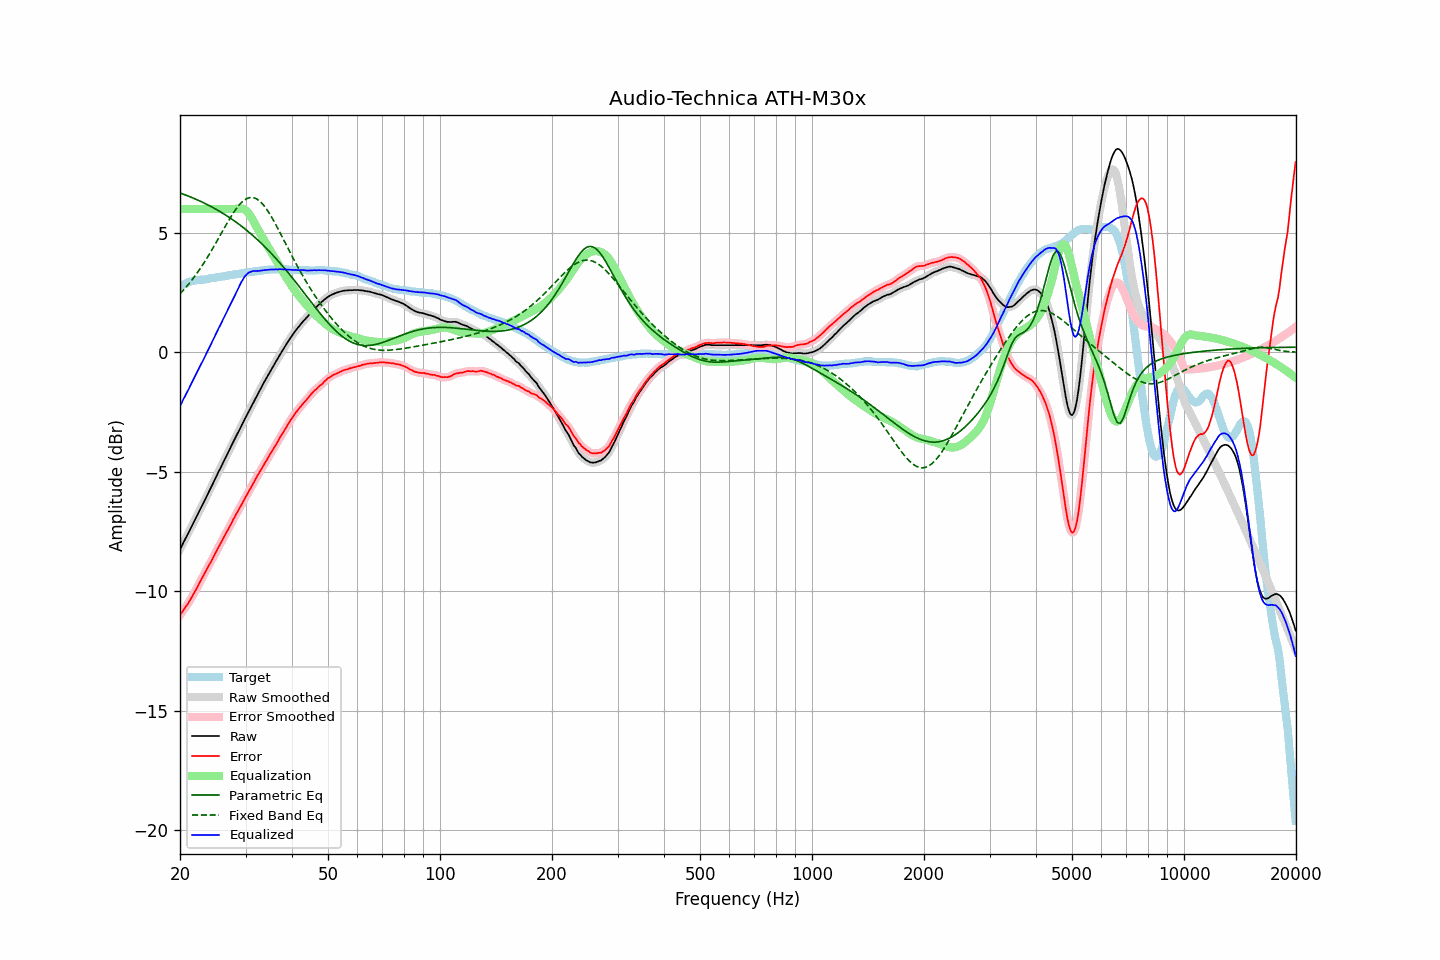 Audio-Technica ATH-M30x
Amplitude (dBr)
5
0
−5
−10
−15
−20
Target
Raw Smoothed
Error Smoothed
Raw
Error
Equalization
Parametric Eq
Fixed Band Eq
Equalized
20
50
100
200
500
1000
2000
5000
10000
20000
Frequency (Hz)